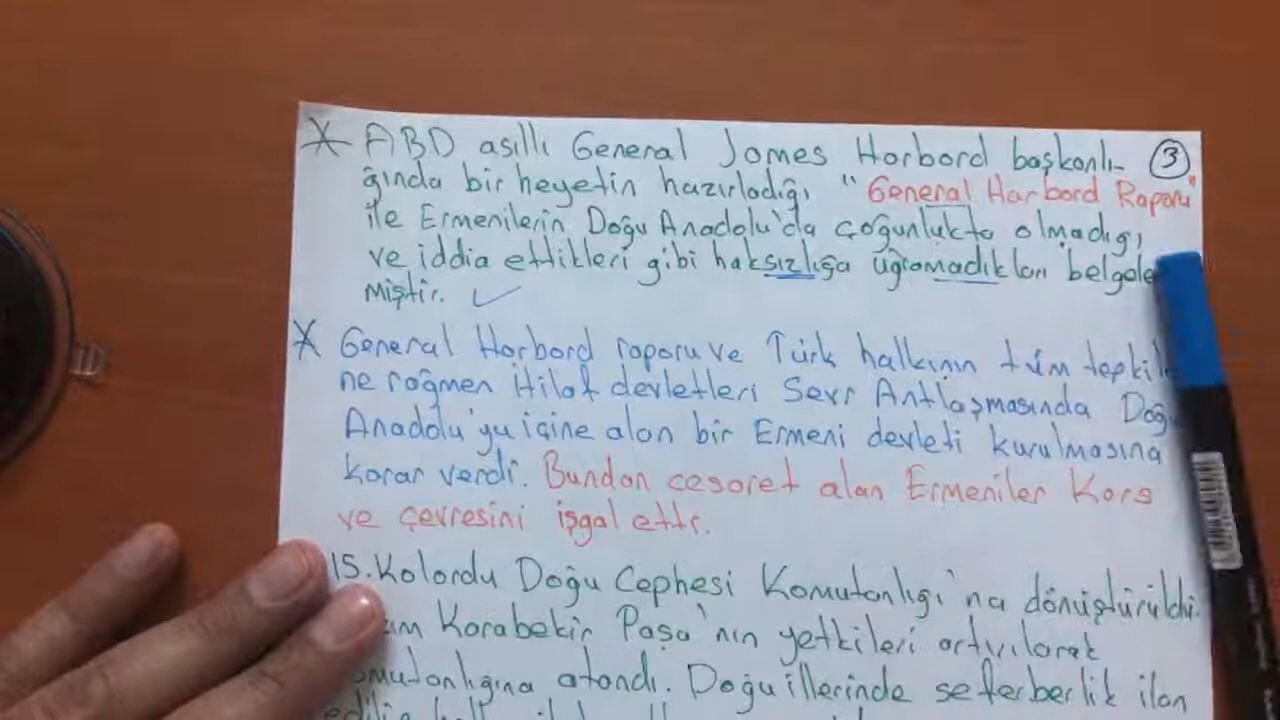 * ABD asıllı General James Harbord başkanlı- ③
ğında bir heyetin hazırladığı "General Harbord Raporu"
ile Ermenilerin Doğu Anadolu'da çoğunlukta olmadığı
ve iddia ettikleri gibi haksızlığa uğramadıkları belgele
miştir. ✓
* General Harbord raporu ve Türk halkının tüm
ne rağmen İtilaf devletleri Sevr Antlaşmasında
Anadolu'yu içine alan bir Ermeni devleti kurulmasına
karar verdi. Bundan cesaret alan Ermeniler Kars
ve çevresini işgal etti.
15. Kolordu Doğu Cephesi Komutanlığı'na dönüştürüldü.
Karabekir Paşa'nın yetkileri artırılarak
atandı. Doğu illerinde seferberlik ilan